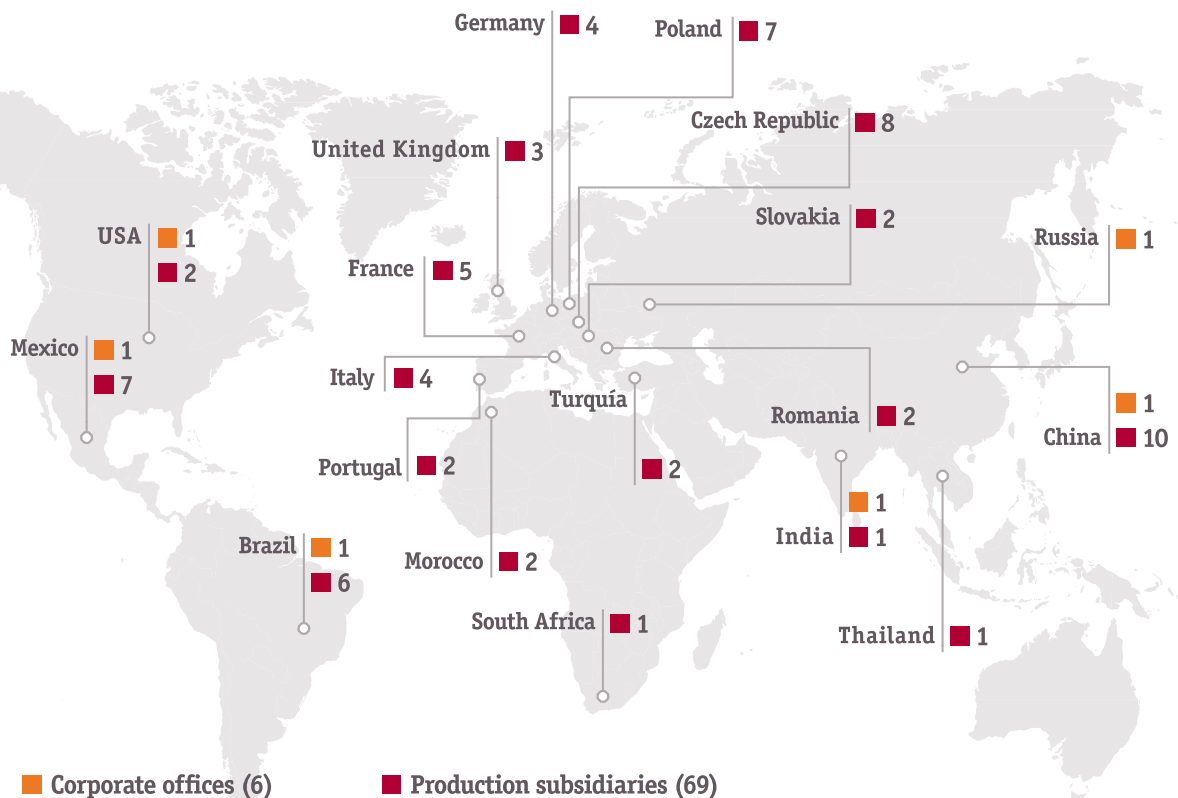 Germany 4
Poland 7
Czech Republic 8
United Kingdom 3
Slovakia 2
USA 1
2
Russia 1
France 5
Mexico 1
7
Italy 4
Turquía
2
Romania 2
1
China 10
Portugal 2
1
India 1
Brazil 1
6
Morocco 2
South Africa 1
Thailand 1
Corporate offices (6)
Production subsidiaries (69)